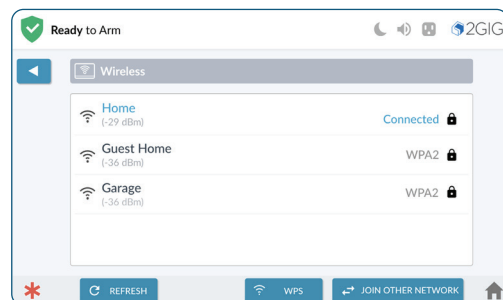 Ready to Arm
2GIG
Wireless
Home
(-29 dBm)
Connected
Guest Home
(-36 dBm)
WPA2
Garage
(-36 dBm)
WPA2
REFRESH
WPS
JOIN OTHER NETWORK